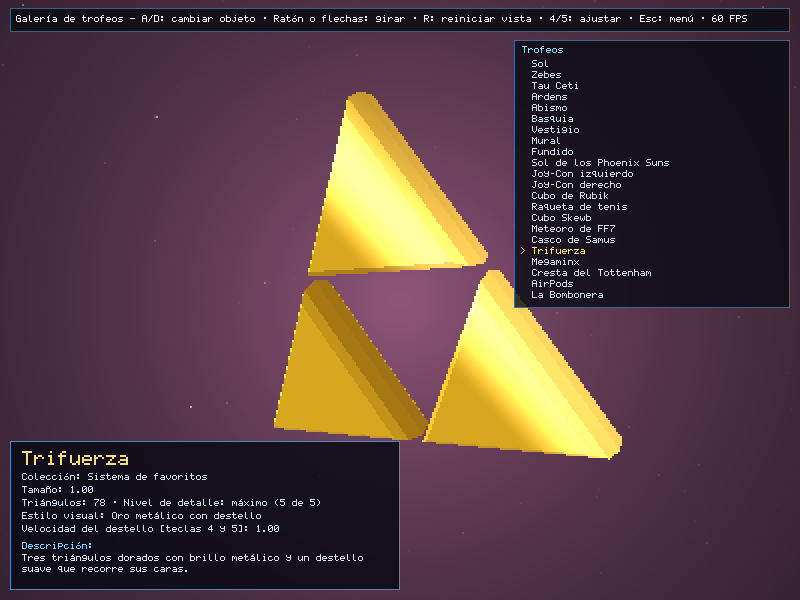 Galería de trofeos - A/D: cambiar objeto • Ratón o flechas: girar • R: reiniciar vista • 4/5: ajustar • Esc: menú • 60 FPS
Trofeos
Sol
Zebes
Tau Ceti
Ardens
Abismo
Basquia
Vestigio
Mural
Fundido
Sol de los Phoenix Suns
Joy-Con izquierdo
Joy-Con derecho
Cubo de Rubik
Raqueta de tenis
Cubo Skewb
Meteoro de FF7
Casco de Samus
> Trifuerza
Megaminx
Cresta del Tottenham
AirPods
La Bombonera
Trifuerza
Colección: Sistema de favoritos
Tamaño: 1.00
Triángulos: 78 • Nivel de detalle: máximo (5 de 5)
Estilo visual: Oro metálico con destello
Velocidad del destello [teclas 4 y 5]: 1.00
Descripción:
Tres triángulos dorados con brillo metálico y un destello
suave que recorre sus caras.